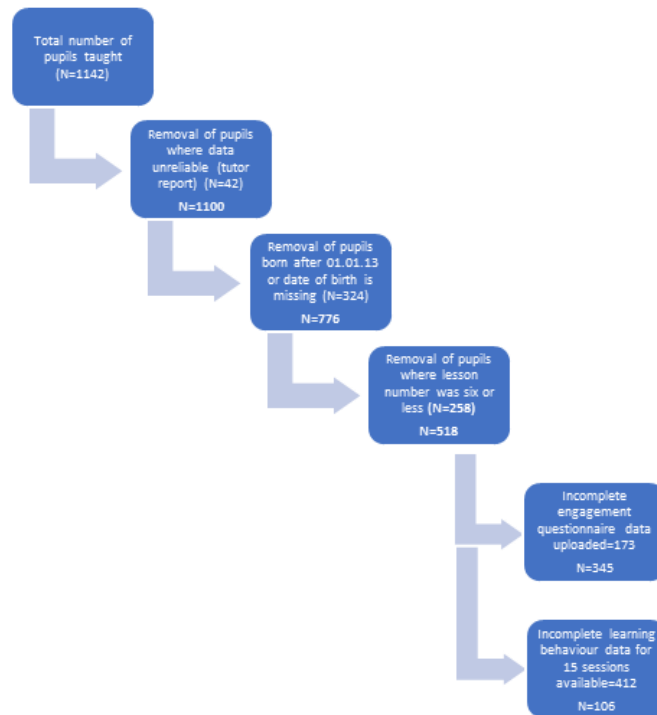 Total number of
pupils taught
(N=1142)
Removal of pupils
where data
unreliable (tutor
report) (N=42)
N=1100
Removal of pupils
born after 01.01.13
or date of birth is
missing (N=324)
N=776
Removal of pupils
where lesson
number was six or
less (N=258)
N=518
Incomplete
engagement
questionnaire data
uploaded=173
N=345
Incomplete learning
behaviour data for
15 sessions
available=412
N=106